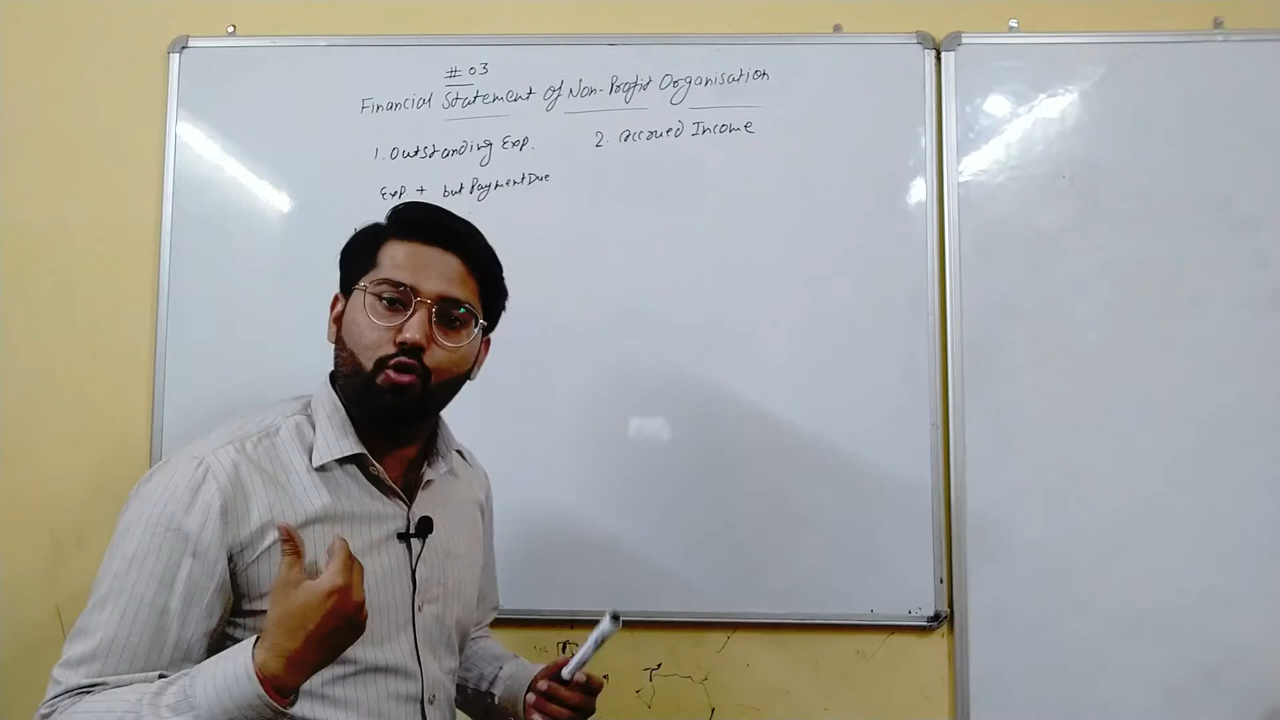 # 03
Financial Statement of Non-Profit Organisation
1. Outstanding Exp.
2. accrued Income
Exp. + but Payment Due